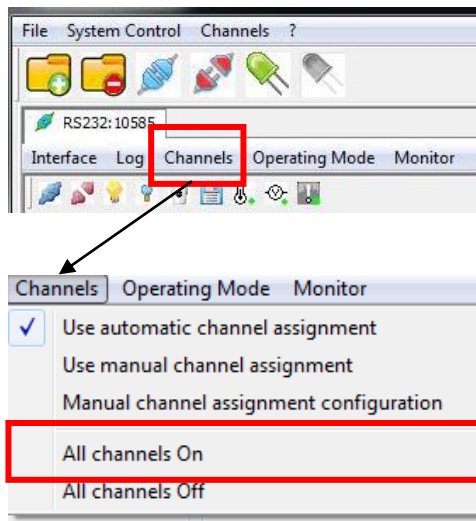 File System Control Channels ?
RS232:10585
Interface Log Channels Operating Mode Monitor
Channels Operating Mode Monitor
Use automatic channel assignment
Use manual channel assignment
Manual channel assignment configuration
All channels On
All channels Off